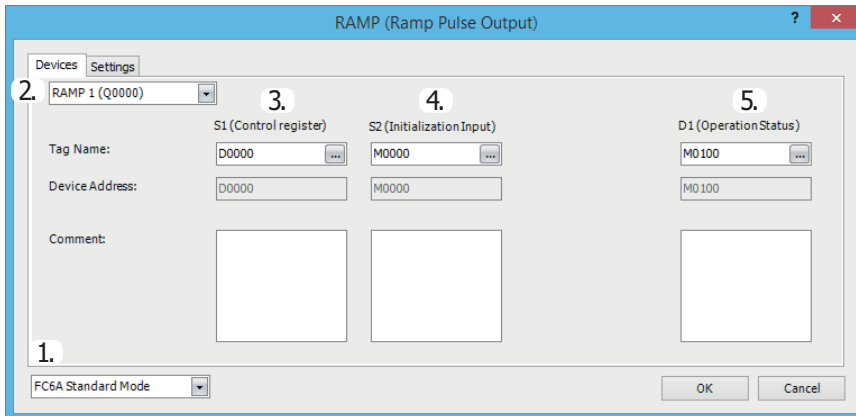 RAMP (Ramp Pulse Output)
? ×
Devices Settings
2. RAMP 1 (Q0000)
3. 4. 5.
S1 (Control register) S2 (Initialization Input) D1 (Operation Status)
Tag Name: D0000 ... M0000 ... M0100 ...
Device Address: D0000 M0000 M0100
Comment:
1.
FC6A Standard Mode OK Cancel